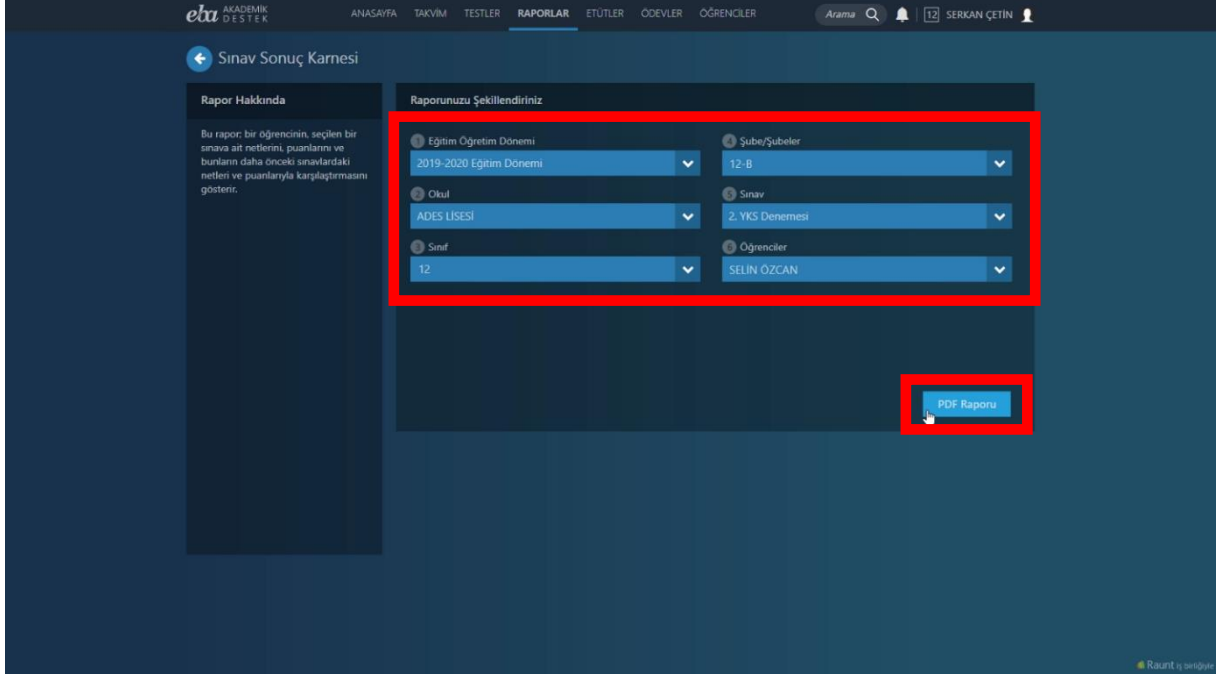 eba AKADEMİK DESTEK
ANASAYFA TAKVİM TESTLER RAPORLAR ETÜTLER ÖDEVLER ÖĞRENCİLER Arama 12 SERKAN ÇETİN
Sınav Sonuç Karnesi
Rapor Hakkında
Bu rapor; bir öğrencinin, seçilen bir
sınava ait netlerini, puanlarını ve
bunların daha önceki sınavlardaki
netleri ve puanlarıyla karşılaştırmasını
gösterir.
Raporunuzu Şekillendiriniz
1 Eğitim Öğretim Dönemi
2019-2020 Eğitim Dönemi
2 Okul
ADES LİSESİ
3 Sınıf
12
4 Şube/Şubeler
12-B
5 Sınav
2. YKS Denemesi
6 Öğrenciler
SELİN ÖZCAN
PDF Raporu
Raunt iş birliğiyle